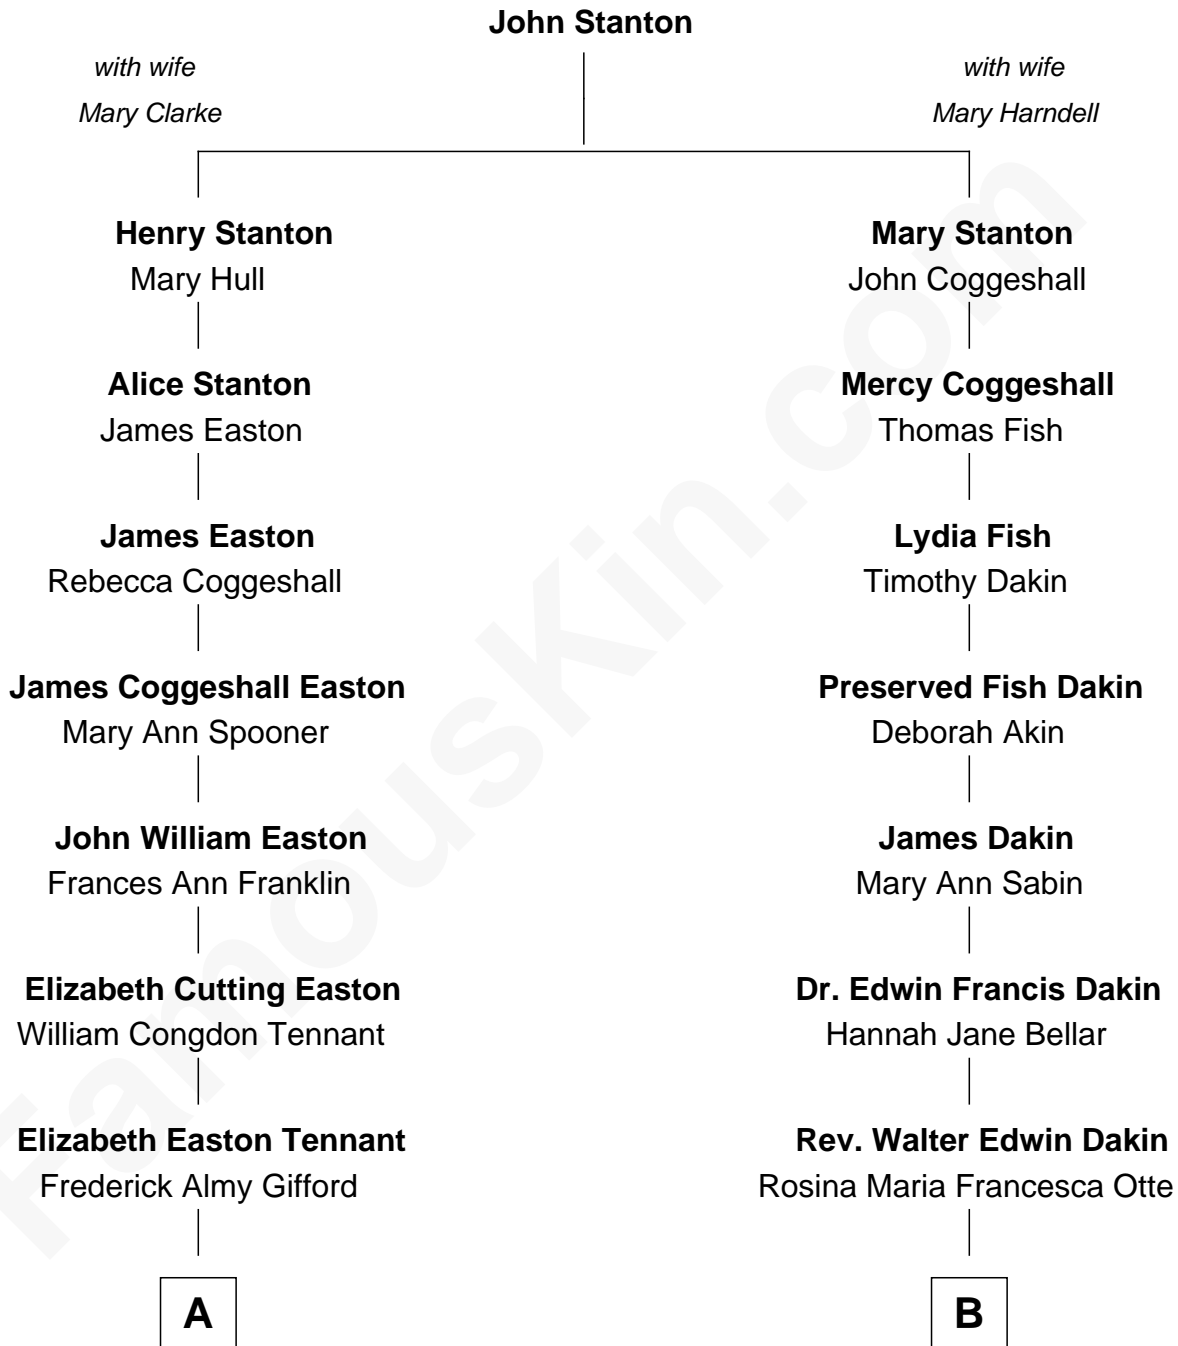 John Stanton
with wife
Mary Clarke
with wife
Mary Harndell
Henry Stanton
Mary Hull
Mary Stanton
John Coggeshall
Alice Stanton
James Easton
Mercy Coggeshall
Thomas Fish
James Easton
Rebecca Coggeshall
Lydia Fish
Timothy Dakin
James Coggeshall Easton
Mary Ann Spooner
Preserved Fish Dakin
Deborah Akin
John William Easton
Frances Ann Franklin
James Dakin
Mary Ann Sabin
Elizabeth Cutting Easton
William Congdon Tennant
Dr. Edwin Francis Dakin
Hannah Jane Bellar
Elizabeth Easton Tennant
Frederick Almy Gifford
Rev. Walter Edwin Dakin
Rosina Maria Francesca Otte
A
B
FamousKin.com